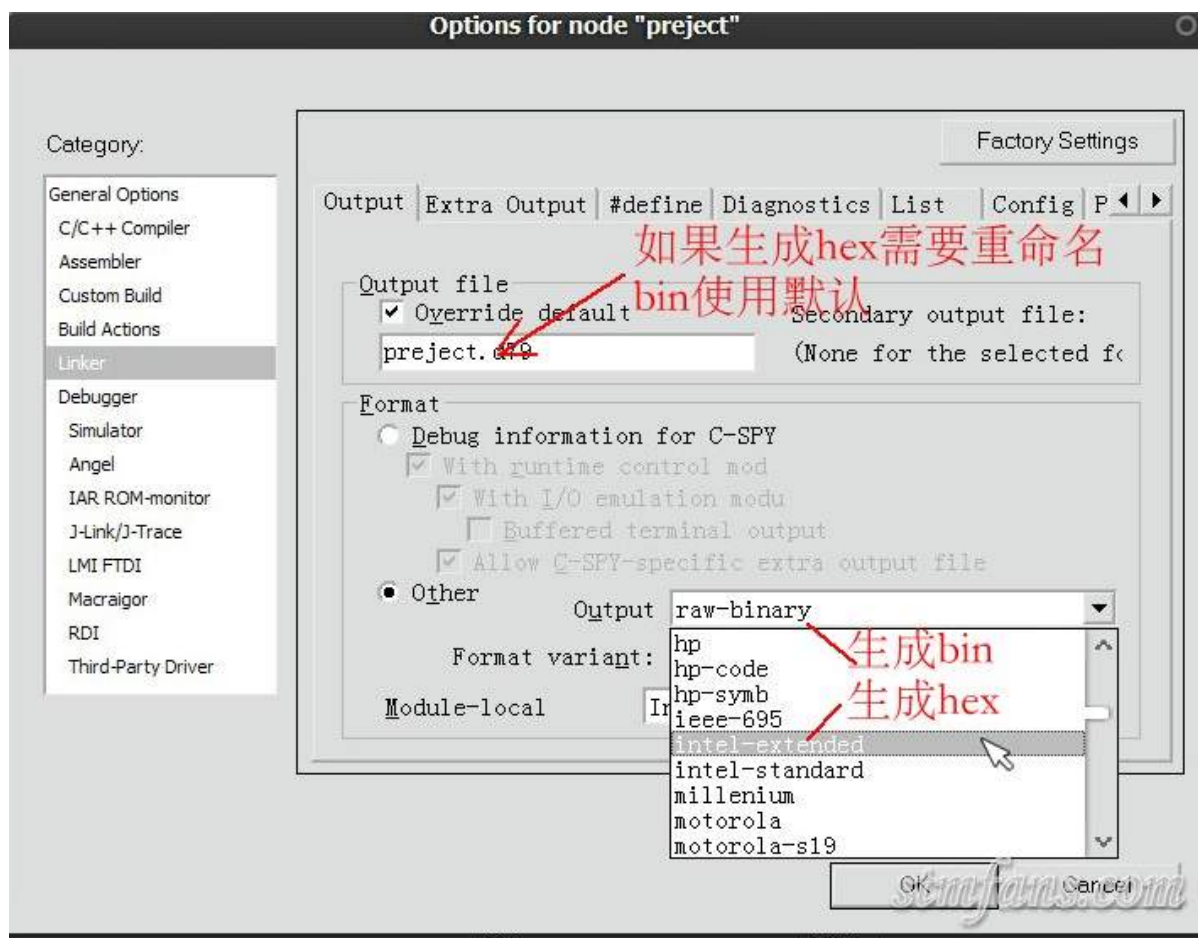 Options for node "preject"
Category:
Factory Settings
General Options
C/C++ Compiler
Assembler
Custom Build
Build Actions
Linker
Debugger
Simulator
Angel
IAR ROM-monitor
J-Link/J-Trace
LMI FTDI
Macraigor
RDI
Third-Party Driver
Output Extra Output #define Diagnostics List Config P
如果生成hex需要重命名
bin使用默认
Output file
Override default
Secondary output file:
preject.d79
(None for the selected fo
Format
Debug information for C-SPY
With runtime control mod
With I/O emulation modu
Buffered terminal output
Allow C-SPY-specific extra output file
Other
Output raw-binary
生成bin
生成hex
Format variant:
Module-local
hp
hp-code
hp-symb
ieee-695
intel-extended
intel-standard
millenium
motorola
motorola-s19
OK
Cancel
stmfans.com